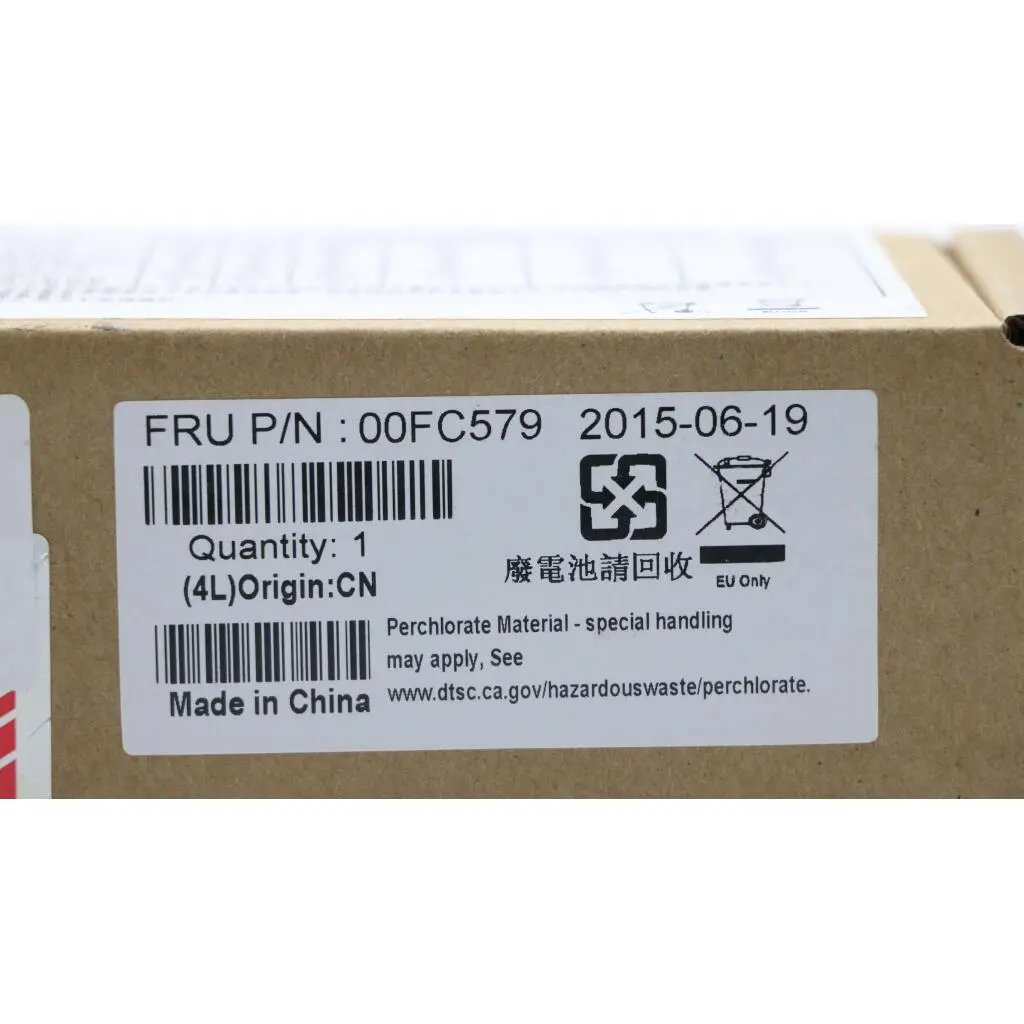 FRU P/N : 00FC579 2015-06-19
Quantity: 1
(4L)Origin:CN
Made in China
廢電池請回收
EU Only
Perchlorate Material - special handling
may apply, See
www.dtsc.ca.gov/hazardouswaste/perchlorate.